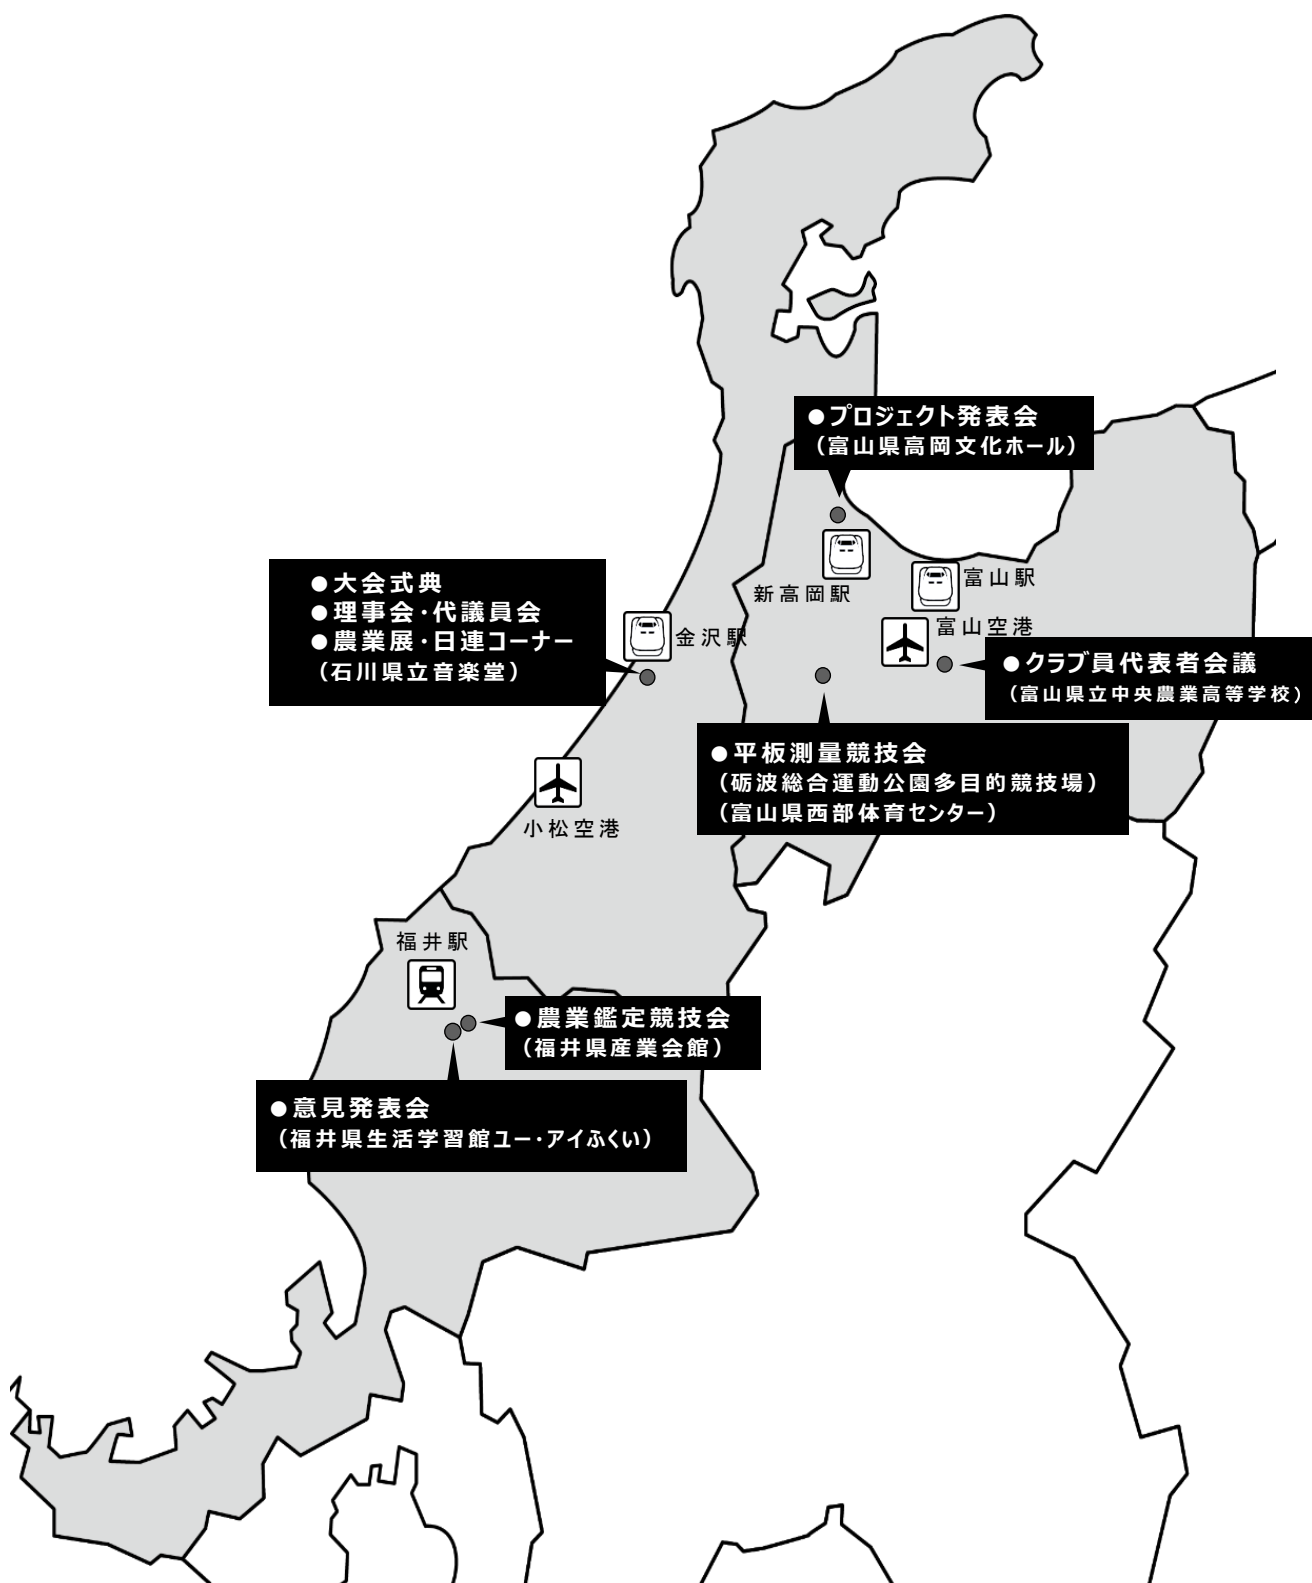 ●プロジェクト発表会
（富山県高岡文化ホール）
新高岡駅
富山駅
富山空港
●大会式典
●理事会・代議員会
●農業展・日連コーナー
（石川県立音楽堂）
金沢駅
●クラブ員代表者会議
（富山県立中央農業高等学校）
●平板測量競技会
（砺波総合運動公園多目的競技場）
（富山県西部体育センター）
小松空港
福井駅
●農業鑑定競技会
（福井県産業会館）
●意見発表会
（福井県生活学習館ユー・アイふくい）